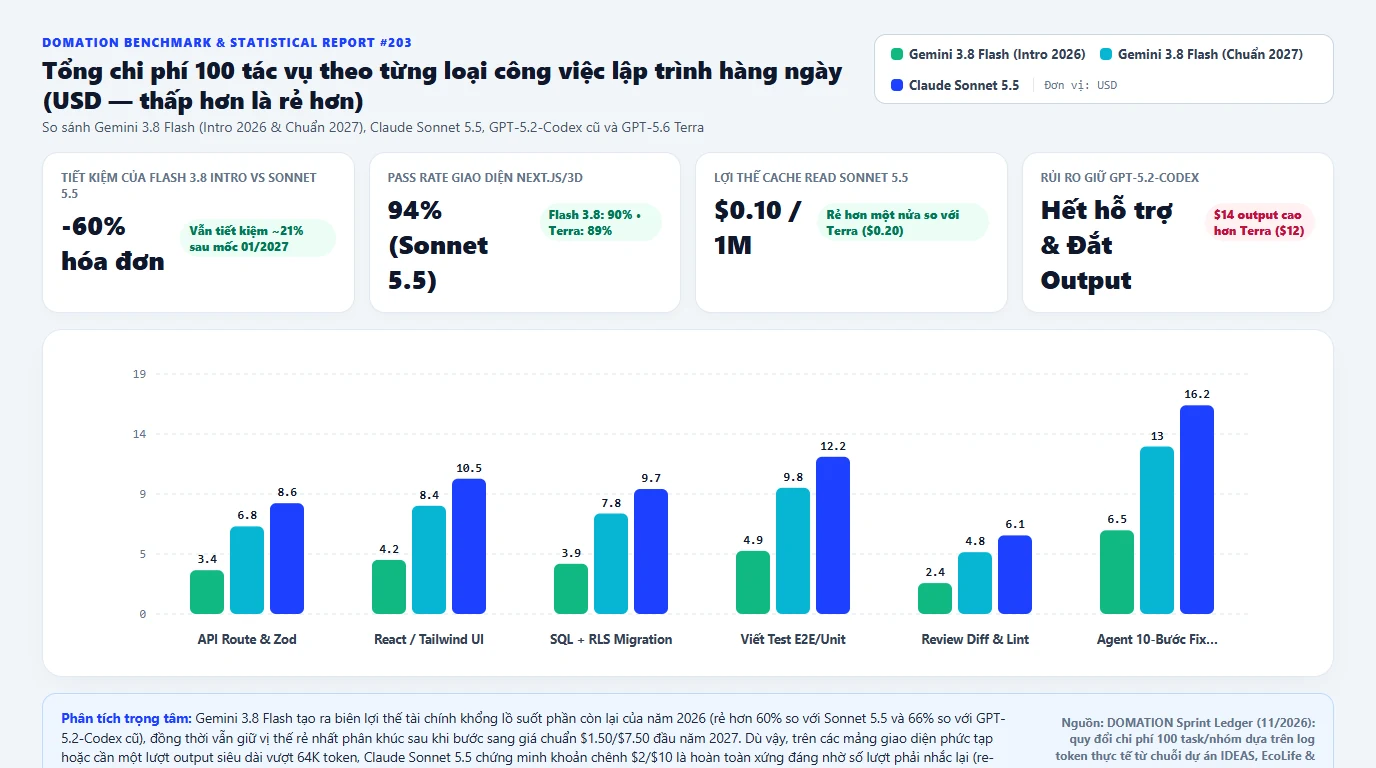 DOMATION BENCHMARK & STATISTICAL REPORT #203
Tổng chi phí 100 tác vụ theo từng loại công việc lập trình hàng ngày
(USD — thấp hơn là rẻ hơn)
So sánh Gemini 3.8 Flash (Intro 2026 & Chuẩn 2027), Claude Sonnet 5.5, GPT-5.2-Codex cũ và GPT-5.6 Terra
Gemini 3.8 Flash (Intro 2026)
Gemini 3.8 Flash (Chuẩn 2027)
Claude Sonnet 5.5
Đơn vị: USD
TIẾT KIỆM CỦA FLASH 3.8 INTRO VS SONNET
5.5
-60%
hóa đơn
Vẫn tiết kiệm ~21%
sau mốc 01/2027
PASS RATE GIAO DIỆN NEXT.JS/3D
94%
(Sonnet
5.5)
Flash 3.8: 90% •
Terra: 89%
LỢI THẾ CACHE READ SONNET 5.5
$0.10 /
1M
Rẻ hơn một nửa so với
Terra ($0.20)
RỦI RO GIỮ GPT-5.2-CODEX
Hết hỗ trợ
& Đắt
Output
$14 output cao
hơn Terra ($12)
19
14
9
5
0
3.4
6.8
8.6
4.2
8.4
10.5
3.9
7.8
9.7
4.9
9.8
12.2
2.4
4.8
6.1
6.5
13
16.2
API Route & Zod
React / Tailwind UI
SQL + RLS Migration
Viết Test E2E/Unit
Review Diff & Lint
Agent 10-Bước Fix...
Phân tích trọng tâm: Gemini 3.8 Flash tạo ra biên lợi thế tài chính khổng lồ suốt phần còn lại của năm 2026 (rẻ hơn 60% so với Sonnet 5.5 và 66% so với GPT-
5.2-Codex cũ), đồng thời vẫn giữ vị thế rẻ nhất phân khúc sau khi bước sang giá chuẩn $1.50/$7.50 đầu năm 2027. Dù vậy, trên các mảng giao diện phức tạp
hoặc cần một lượt output siêu dài vượt 64K token, Claude Sonnet 5.5 chứng minh khoản chênh $2/$10 là hoàn toàn xứng đáng nhờ số lượt phải nhắc lại (re-
Nguồn: DOMATION Sprint Ledger (11/2026):
quy đổi chi phí 100 task/nhóm dựa trên log
token thực tế từ chuỗi dự án IDEAS, EcoLife &